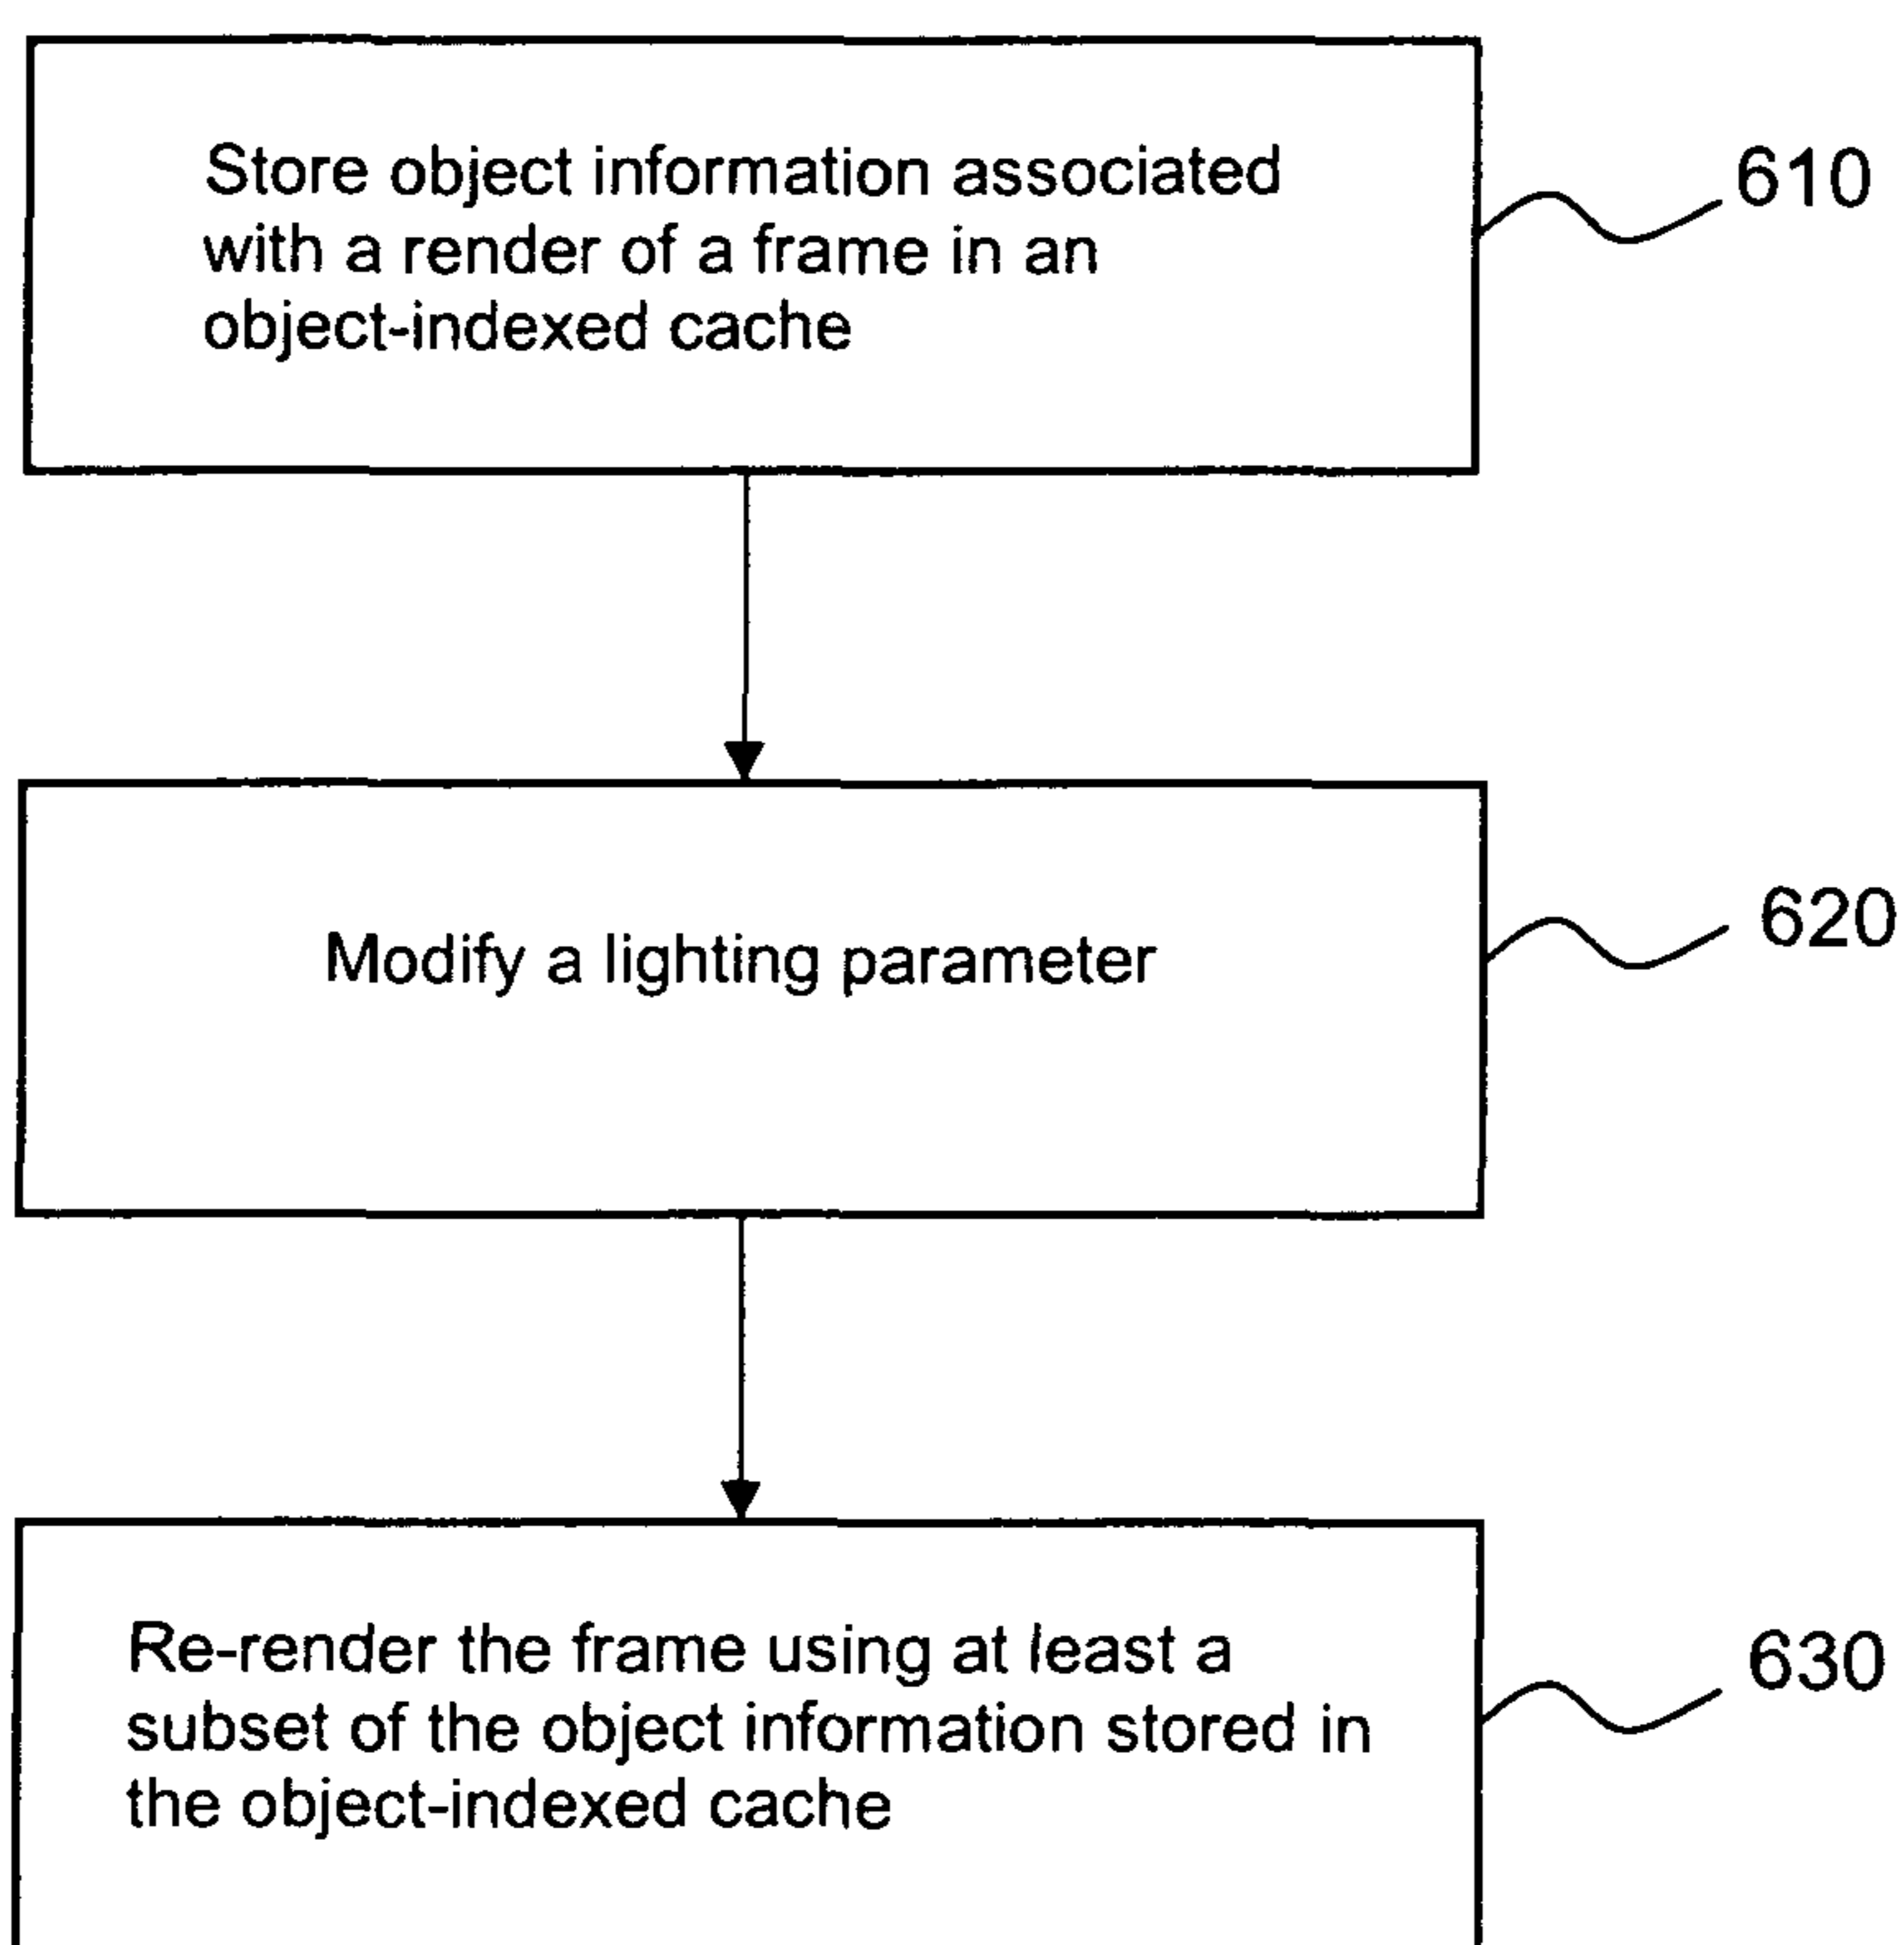 Store object information associated
with a render of a frame in an
object-indexed cache
610
Modify a lighting parameter
620
Re-render the frame using at least a
subset of the object information stored in
the object-indexed cache
630